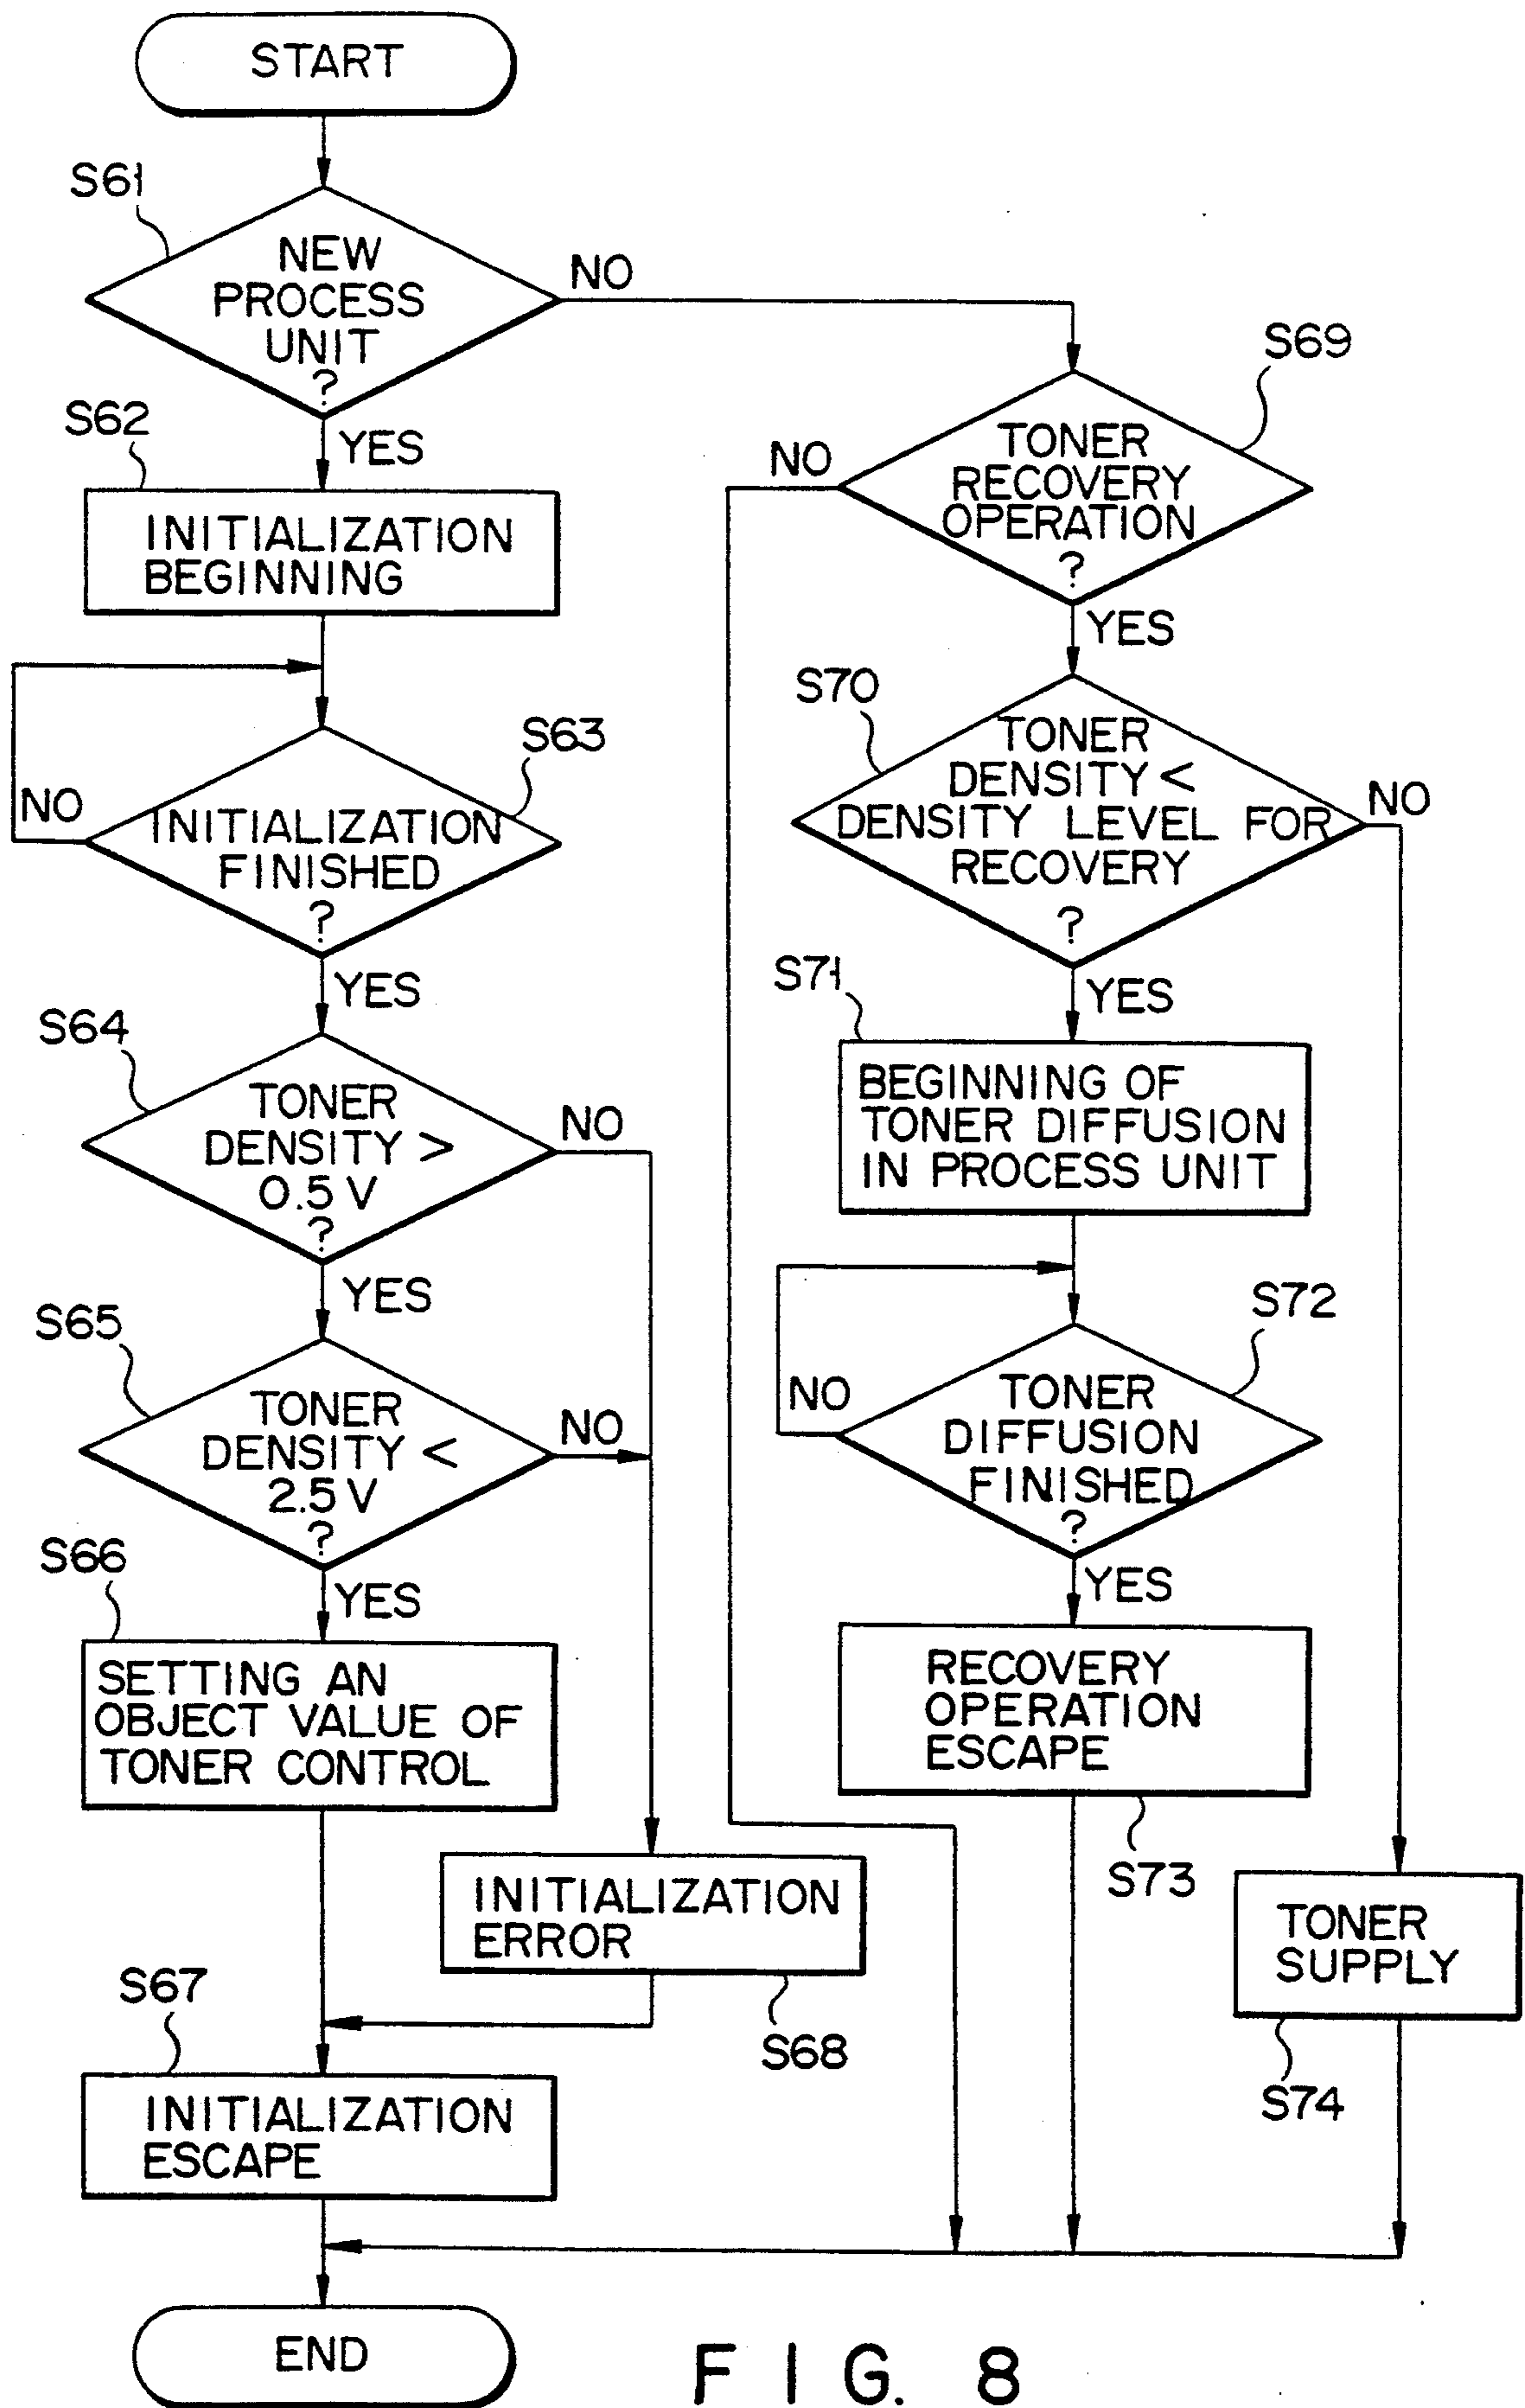 START
S61
NEW
PROCESS
UNIT
?
NO
YES
S62
INITIALIZATION
BEGINNING
S63
NO
INITIALIZATION
FINISHED
?
YES
S64
TONER
DENSITY >
0.5 V
?
NO
YES
S65
TONER
DENSITY <
2.5 V
?
NO
YES
S66
SETTING AN
OBJECT VALUE OF
TONER CONTROL
INITIALIZATION
ERROR
S68
S67
INITIALIZATION
ESCAPE
END
S69
NO
TONER
RECOVERY
OPERATION
?
YES
S70
TONER
DENSITY <
DENSITY LEVEL FOR
RECOVERY
?
NO
YES
S71
BEGINNING OF
TONER DIFFUSION
IN PROCESS UNIT
S72
NO
TONER
DIFFUSION
FINISHED
?
YES
RECOVERY
OPERATION
ESCAPE
S73
TONER
SUPPLY
S74
FIG. 8